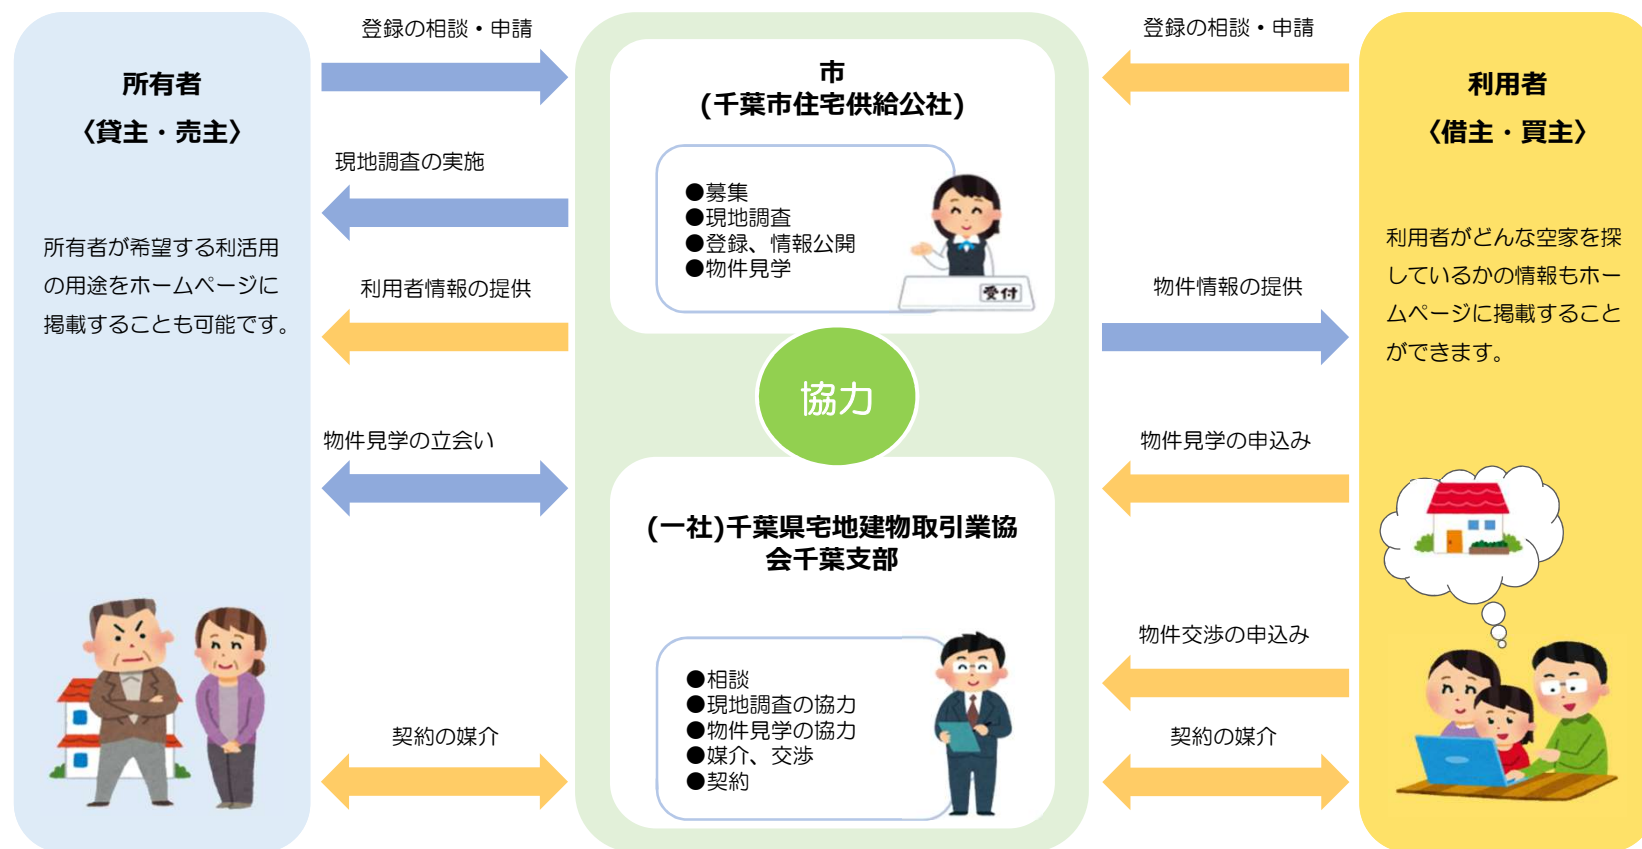 所有者
〈貸主・売主〉
所有者が希望する利活用
の用途をホームページに
掲載することも可能です。
登録の相談・申請
現地調査の実施
利用者情報の提供
物件見学の立会い
契約の媒介
市
(千葉市住宅供給公社)
●募集
●現地調査
●登録、情報公開
●物件見学
受付
協力
(一社)千葉県宅地建物取引業協
会千葉支部
●相談
●現地調査の協力
●物件見学の協力
●媒介、交渉
●契約
登録の相談・申請
物件情報の提供
物件見学の申込み
物件交渉の申込み
契約の媒介
利用者
〈借主・買主〉
利用者がどんな空家を探
しているかの情報もホー
ムページに掲載すること
ができます。